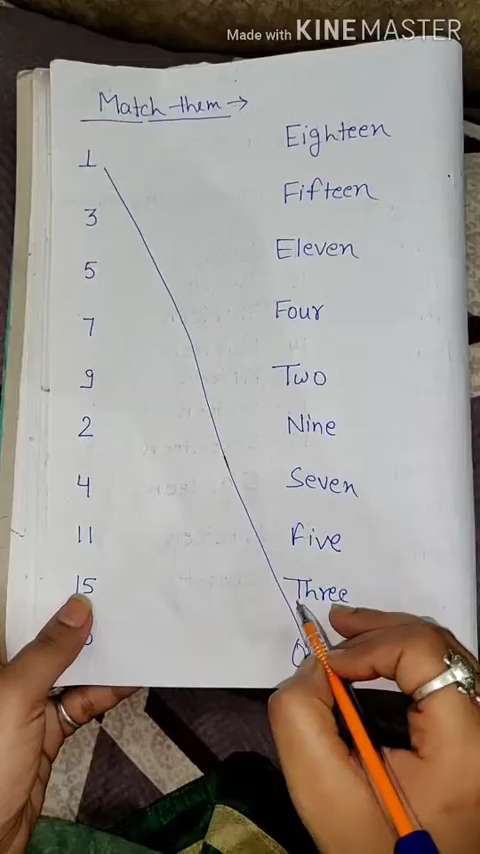 Made with KINEMASTER
Match them →
1 Eighteen
3 Fifteen
5 Eleven
7 Four
9 Two
2 Nine
4 Seven
11 Five
15 Three